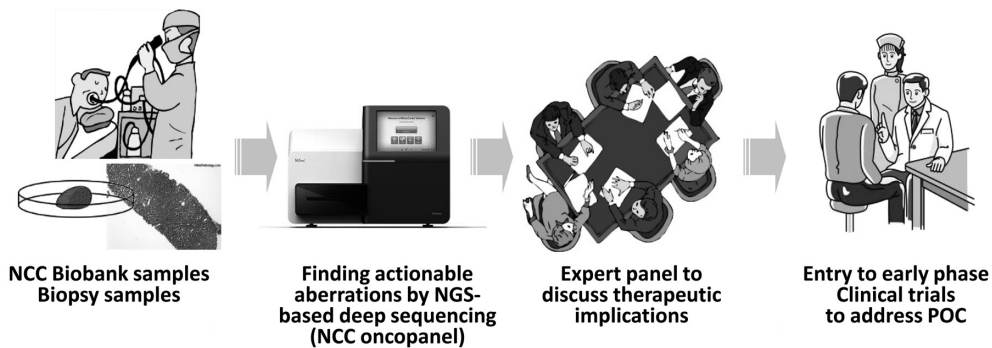 NCC Biobank samples
Biopsy samples
Finding actionable
aberrations by NGS-
based deep sequencing
(NCC oncopanel)
Expert panel to
discuss therapeutic
implications
Entry to early phase
Clinical trials
to address POC